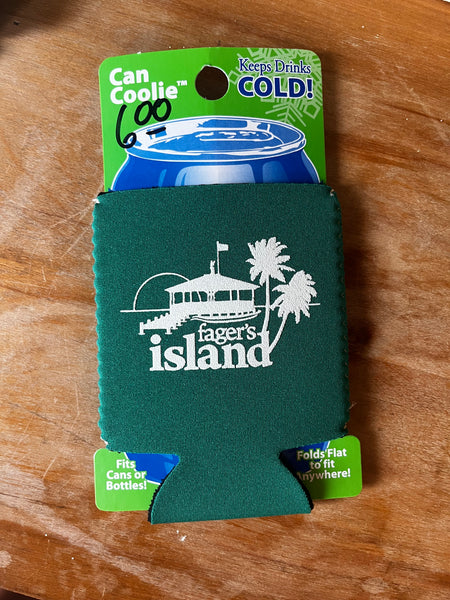 Can
Coolie™
6.00
Keeps Drinks
COLD!
fager's
island
Fits
Cans or
Bottles!
Folds Flat
to fit
Anywhere!